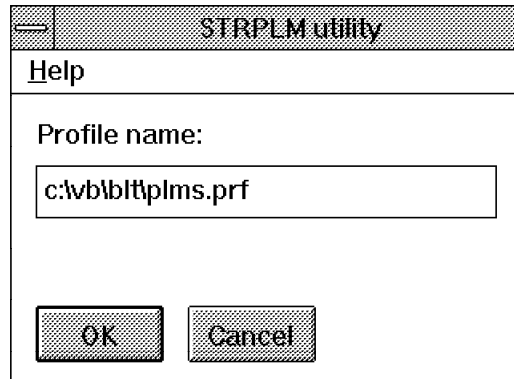 STRPLM utility
Help
Profile name:
c:\vb\blt\plms.prf
OK
Cancel